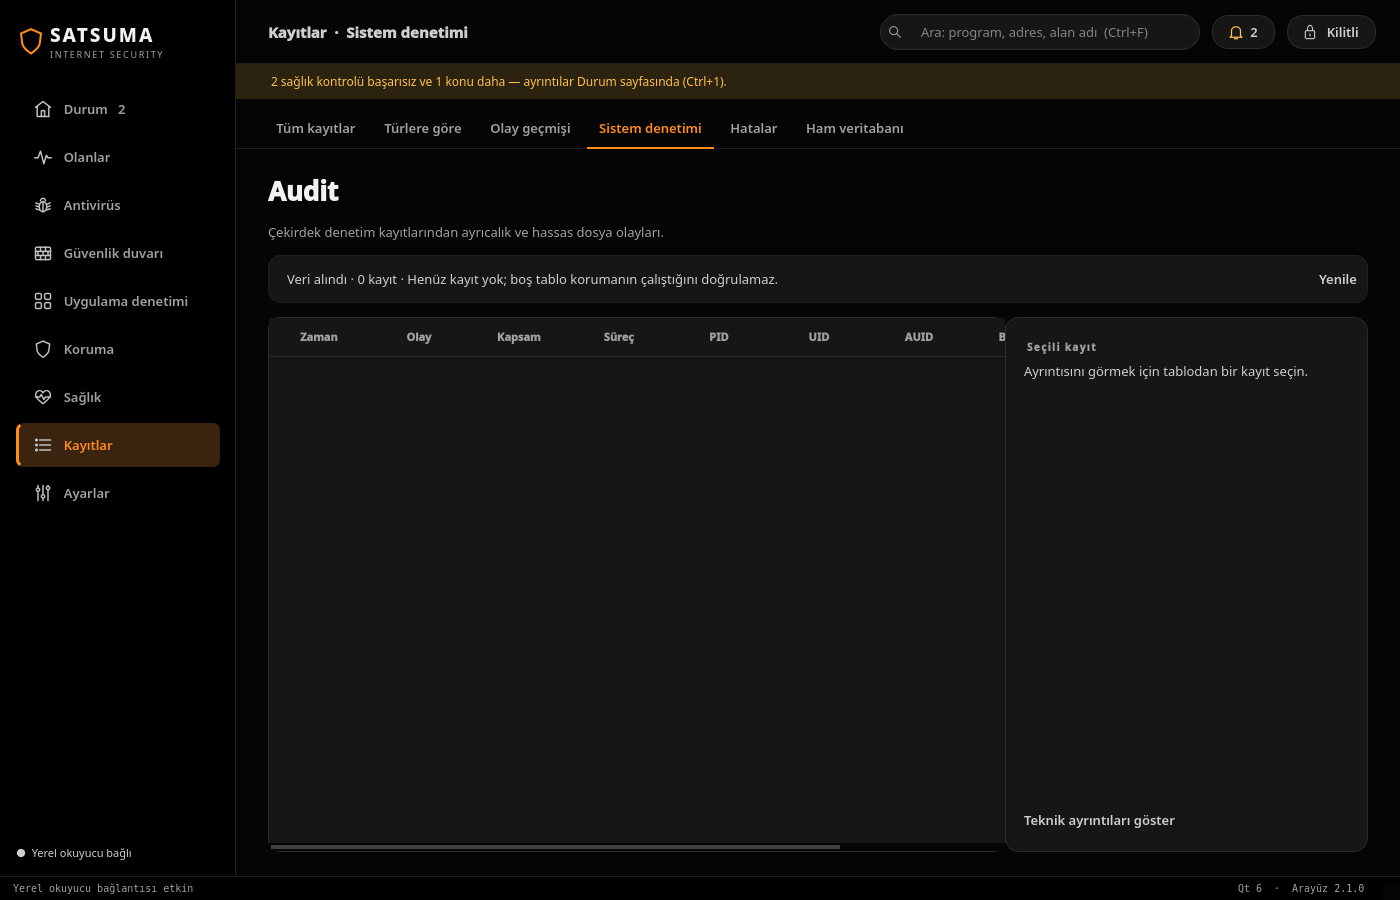 SATSUMA
INTERNET SECURITY
Durum 2
Olanlar
Antivirüs
Güvenlik duvarı
Uygulama denetimi
Koruma
Sağlık
Kayıtlar
Ayarlar
Yerel okuyucu bağlı
Kayıtlar · Sistem denetimi
Ara: program, adres, alan adı (Ctrl+F)
2
Kilitli
2 sağlık kontrolü başarısız ve 1 konu daha — ayrıntılar Durum sayfasında (Ctrl+1).
Tüm kayıtlar Türlere göre Olay geçmişi Sistem denetimi Hatalar Ham veritabanı
Audit
Çekirdek denetim kayıtlarından ayrıcalık ve hassas dosya olayları.
Veri alındı · 0 kayıt · Henüz kayıt yok; boş tablo korumanın çalıştığını doğrulamaz.
Yenile
Zaman Olay Kapsam Süreç PID UID AUID
Seçili kayıt
Ayrıntısını görmek için tablodan bir kayıt seçin.
Teknik ayrıntıları göster
Yerel okuyucu bağlantısı etkin
Qt 6 · Arayüz 2.1.0